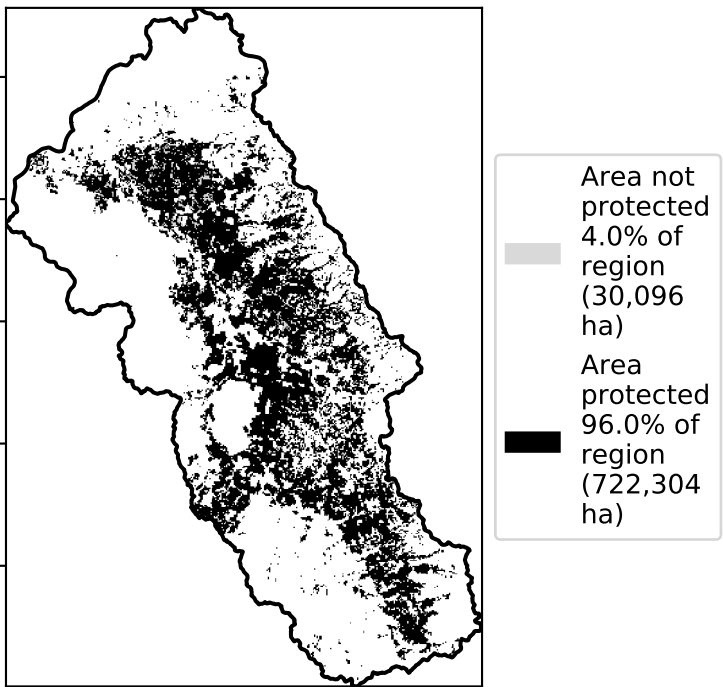 Area not
protected
4.0% of
region
(30,096
ha)
Area
protected
96.0% of
region
(722,304
ha)